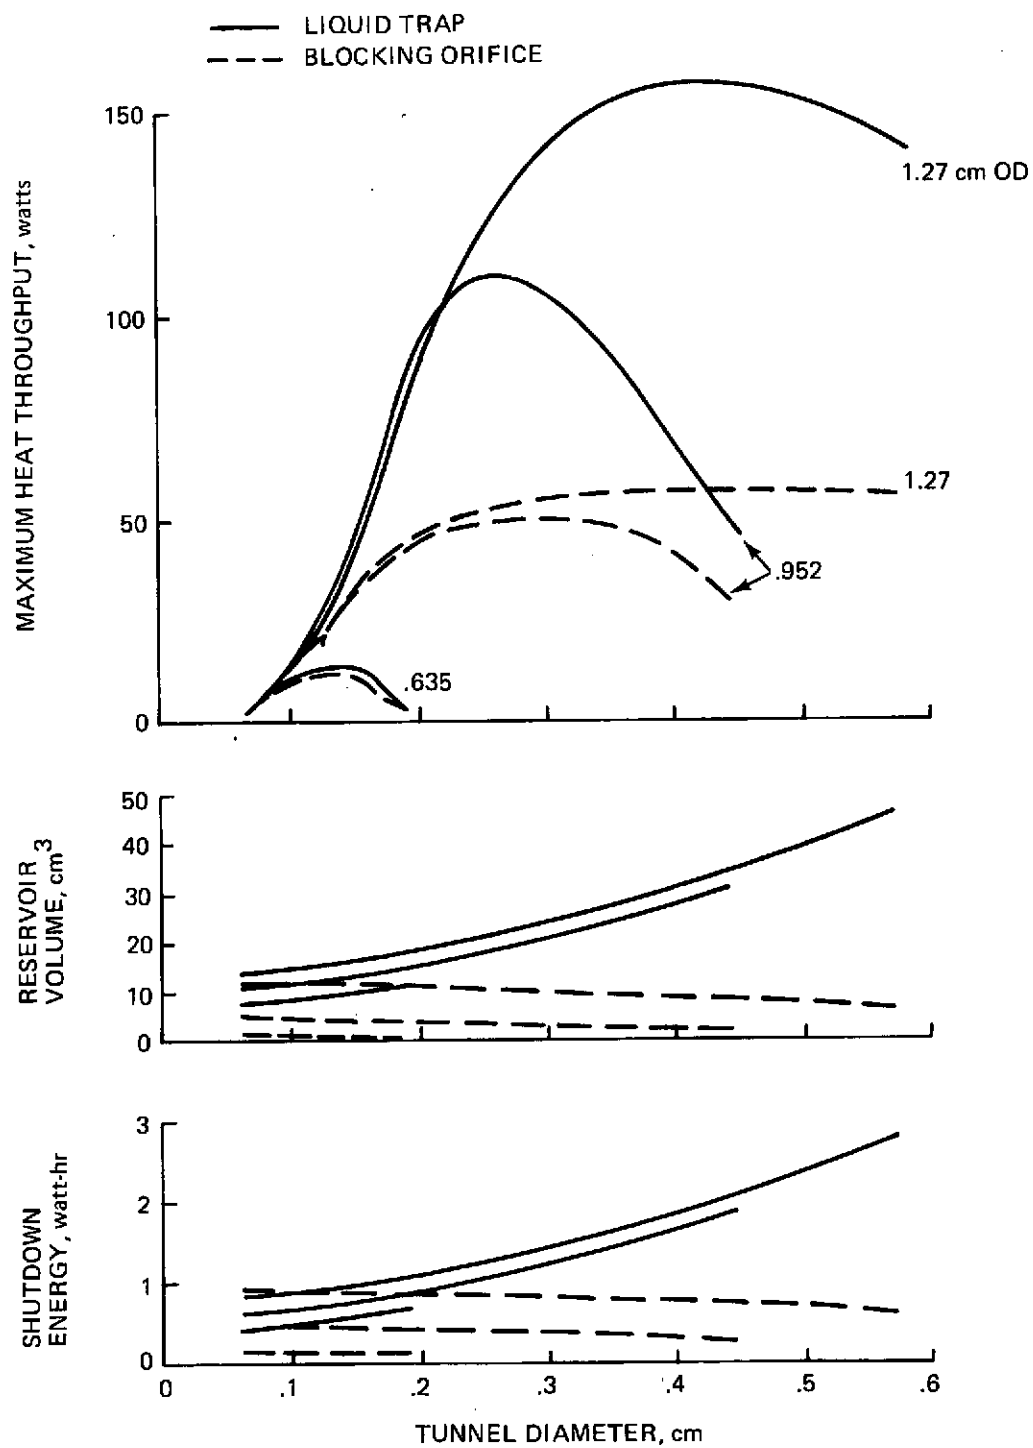 LIQUID TRAP
BLOCKING ORIFICE
MAXIMUM HEAT THROUGHPUT, watts
150
100
50
0
1.27 cm OD
1.27
.952
.635
RESERVOIR
VOLUME, cm3
50
40
30
20
10
0
SHUTDOWN
ENERGY, watt-hr
3
2
1
0
0 .1 .2 .3 .4 .5 .6
TUNNEL DIAMETER, cm